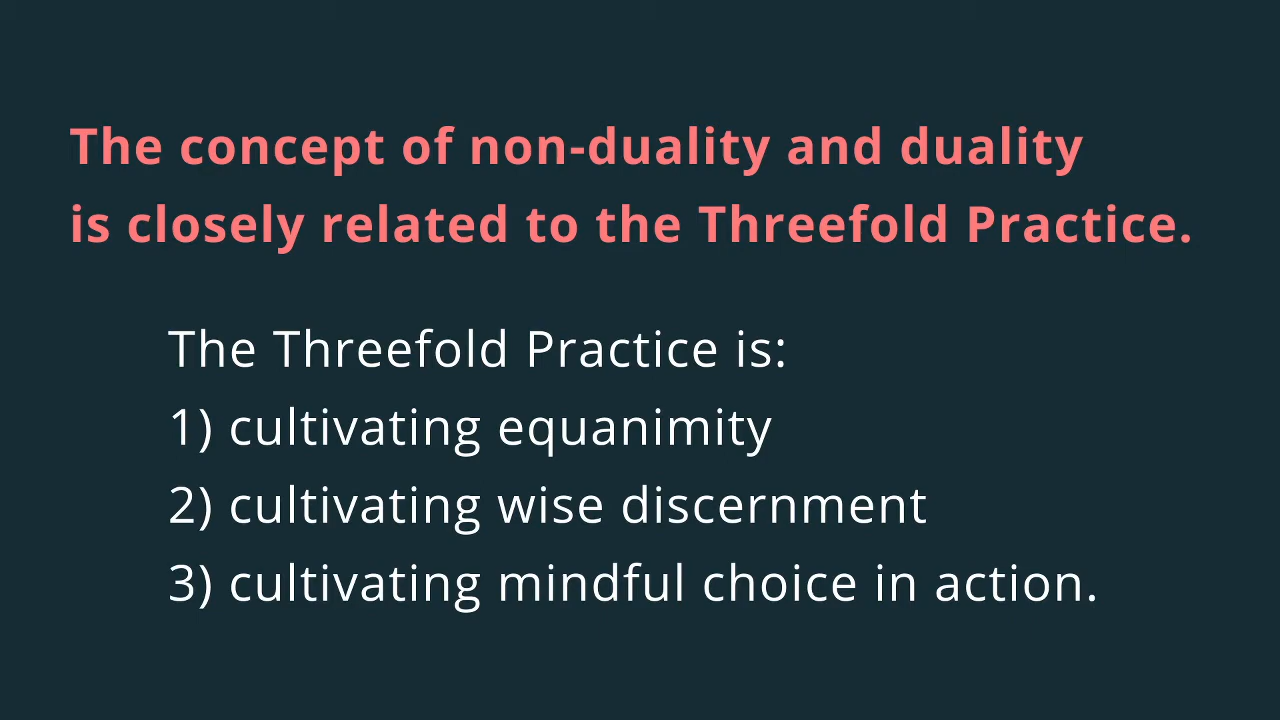 The concept of non-duality and duality
is closely related to the Threefold Practice.
The Threefold Practice is:
1) cultivating equanimity
2) cultivating wise discernment
3) cultivating mindful choice in action.